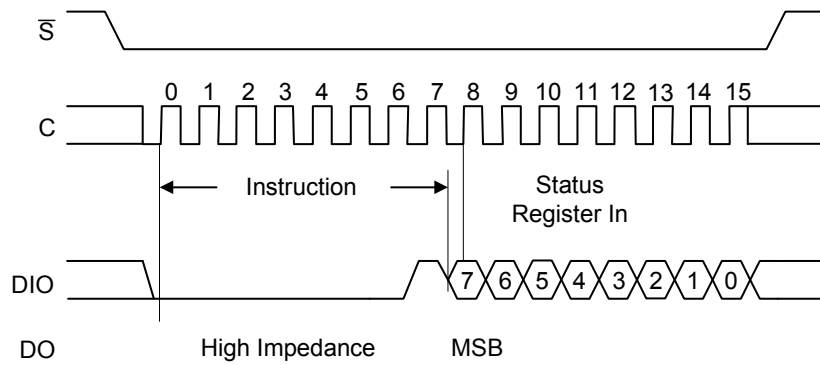 S
0 1 2 3 4 5 6 7 8 9 10 11 12 13 14 15
C
Instruction
Status
Register In
DIO
7 6 5 4 3 2 1 0
DO
High Impedance
MSB